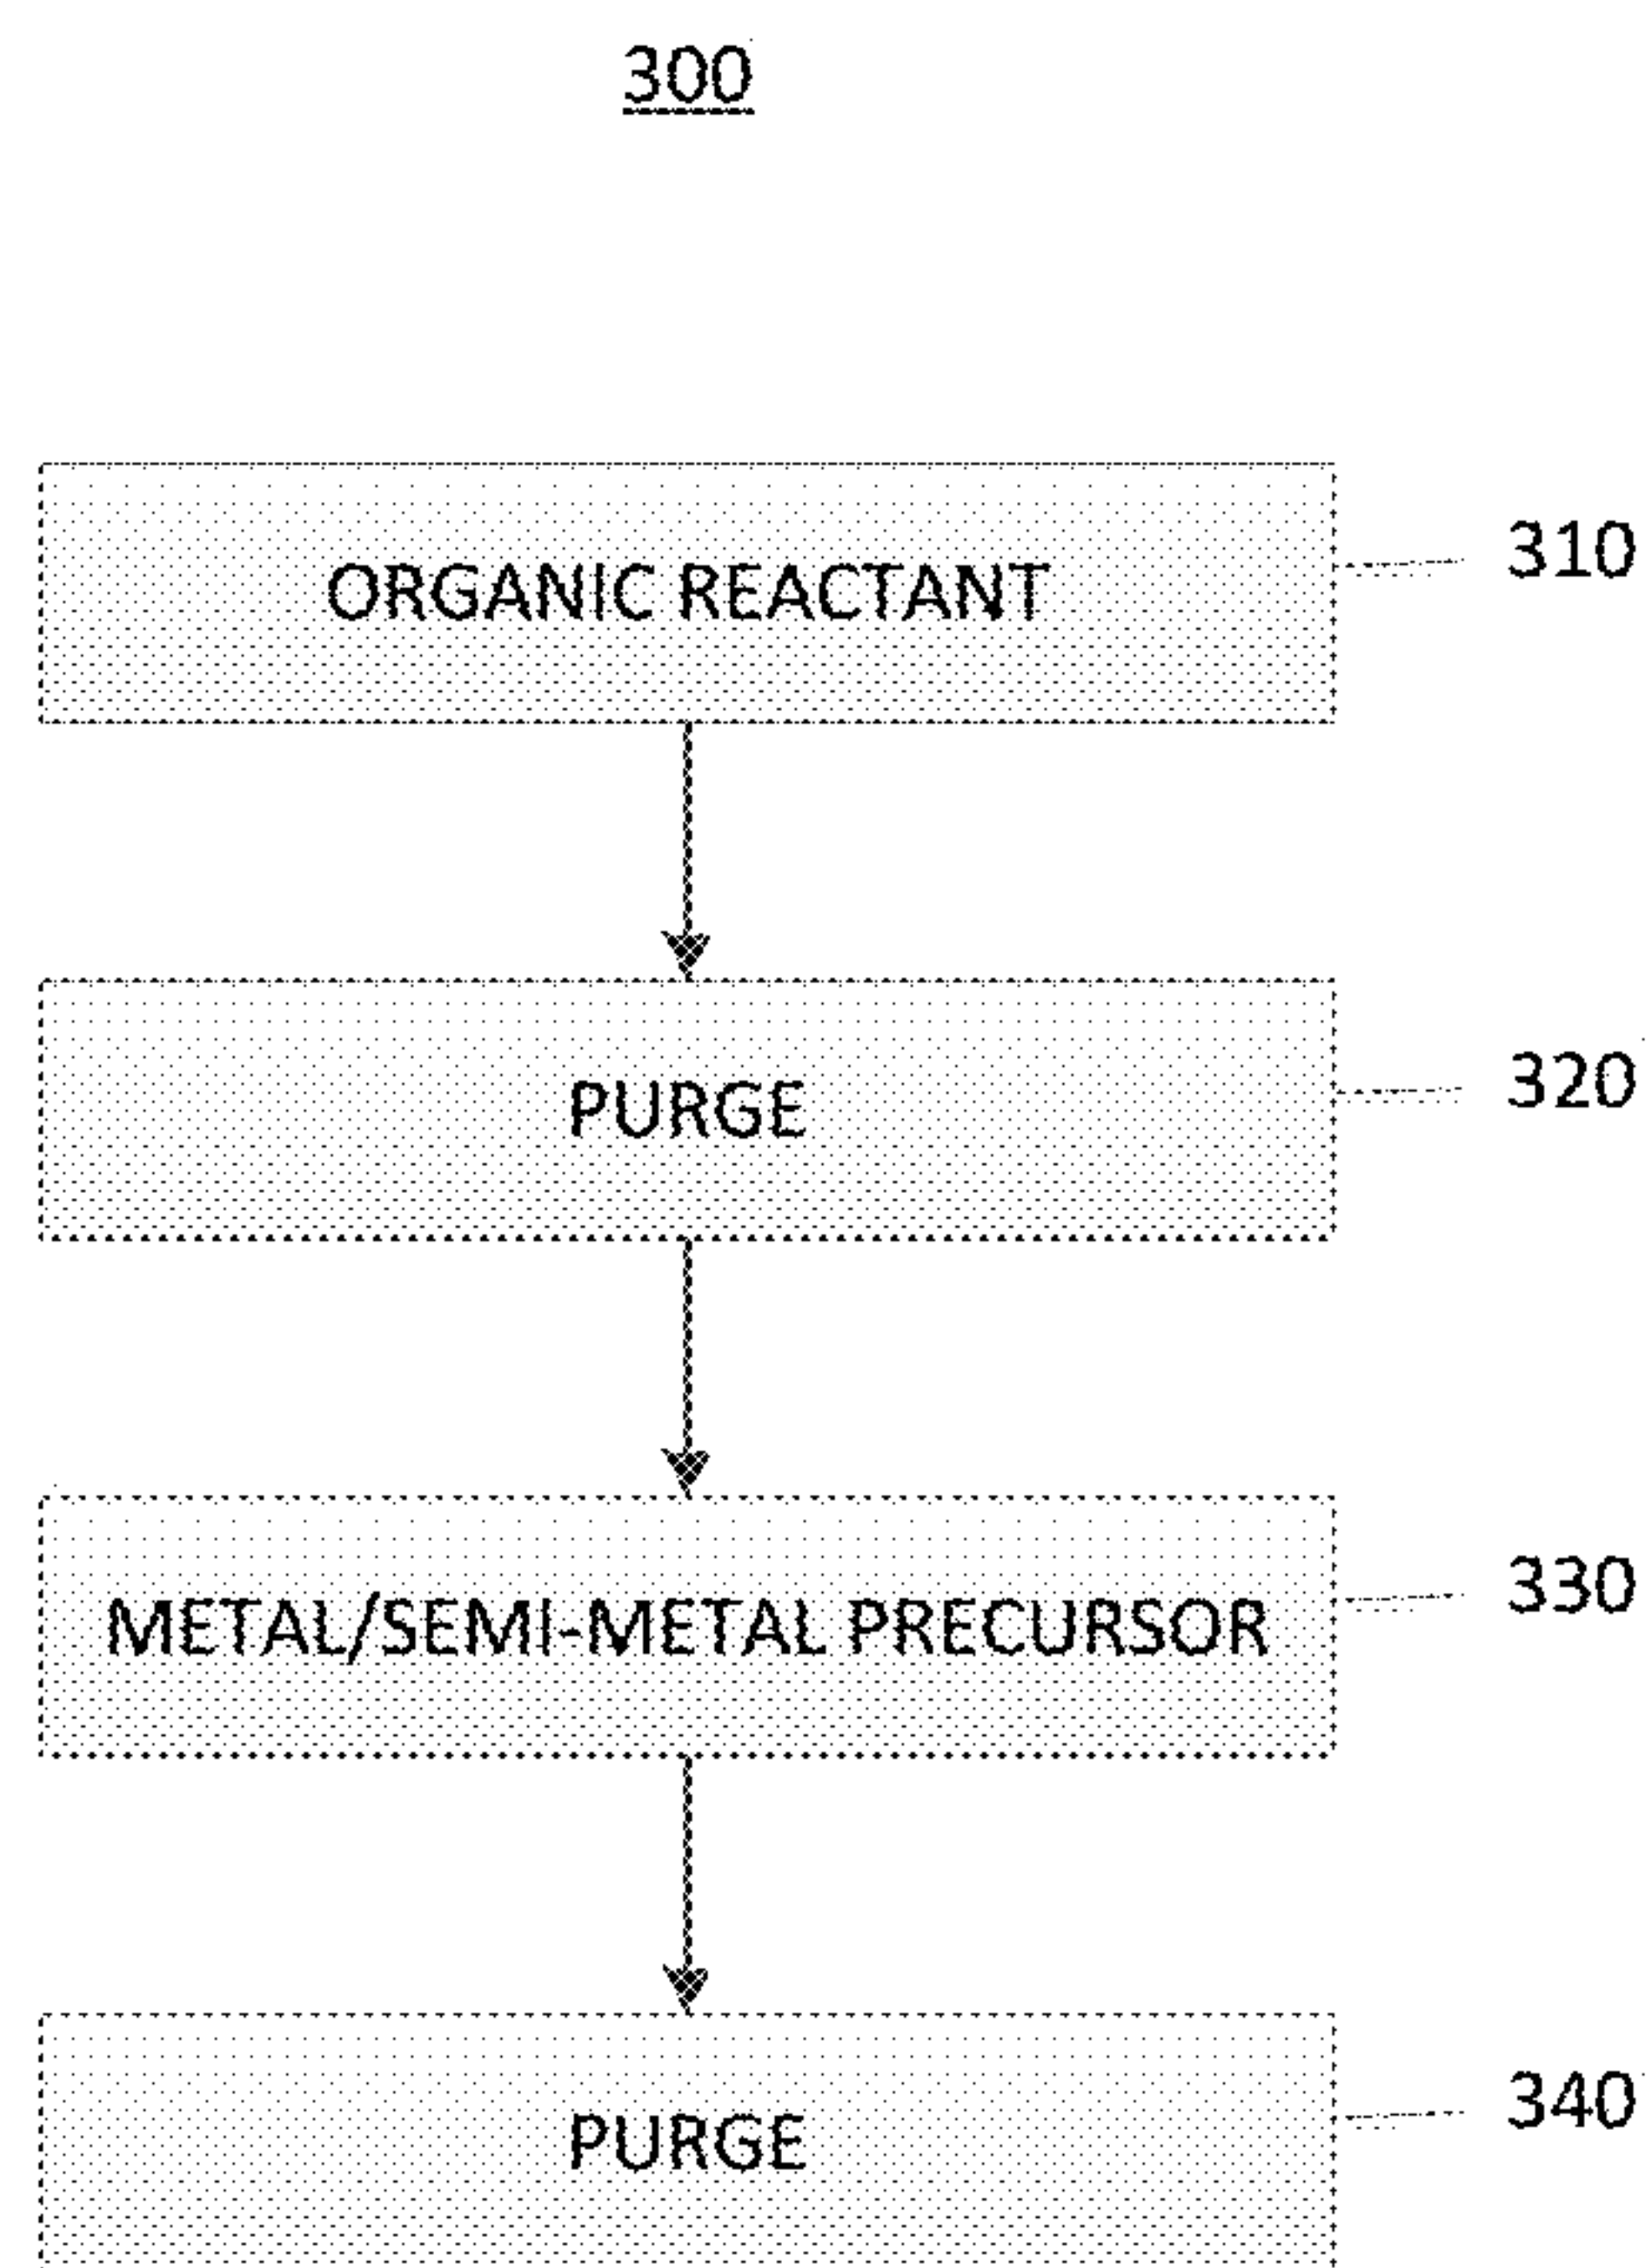 300
ORGANIC REACTANT
310
PURGE
320
METAL/SEMI-METAL PRECURSOR
330
PURGE
340